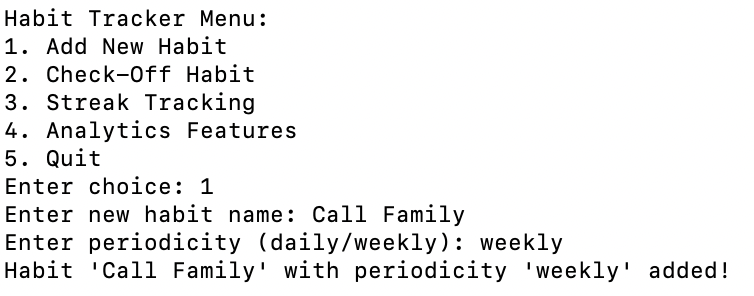 Habit Tracker Menu:
1. Add New Habit
2. Check-Off Habit
3. Streak Tracking
4. Analytics Features
5. Quit
Enter choice: 1
Enter new habit name: Call Family
Enter periodicity (daily/weekly): weekly
Habit 'Call Family' with periodicity 'weekly' added!